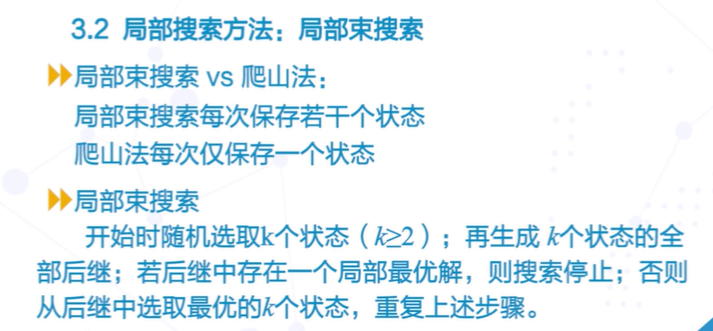 3.2 局部搜索方法：局部束搜索
局部束搜索 vs 爬山法：
局部束搜索每次保存若干个状态
爬山法每次仅保存一个状态
局部束搜索
开始时随机选取k个状态（k≥2）；再生成 k个状态的全
部后继；若后继中存在一个局部最优解，则搜索停止；否则
从后继中选取最优的k个状态，重复上述步骤。